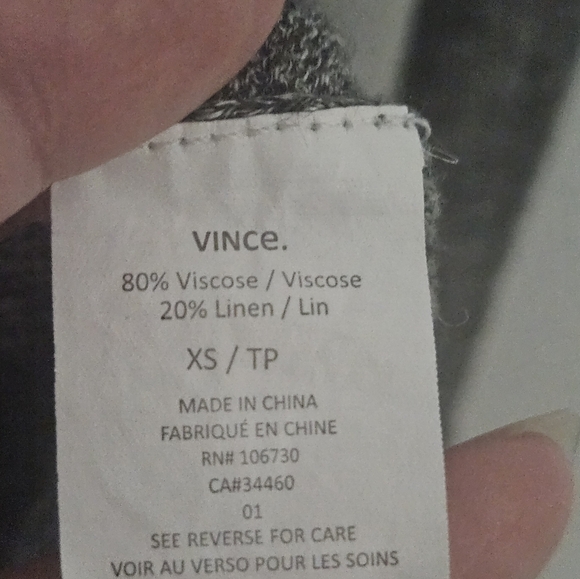 VINCe.
80% Viscose / Viscose
20% Linen / Lin
XS / TP
MADE IN CHINA
FABRIQUÉ EN CHINE
RN# 106730
CA#34460
01
SEE REVERSE FOR CARE
VOIR AU VERSO POUR LES SOINS